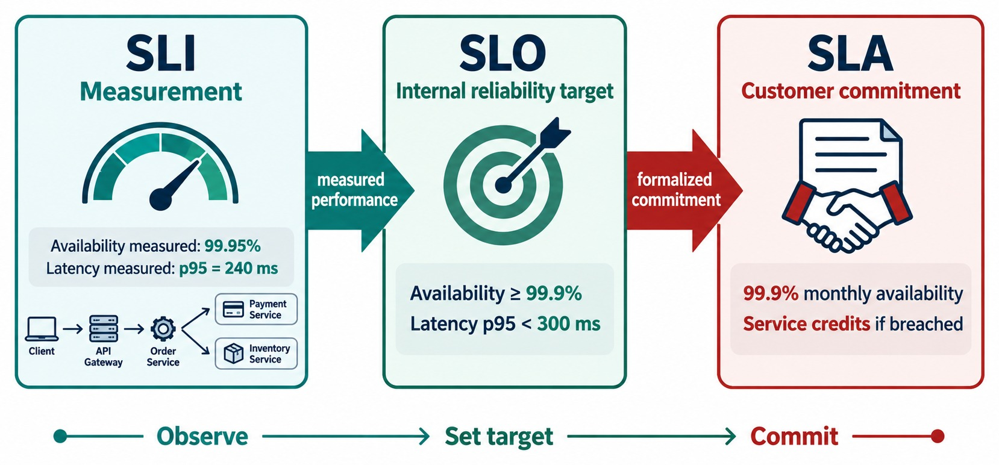 SLI
Measurement
Availability measured: 99.95%
Latency measured: p95 = 240 ms
Client
API
Gateway
Order
Service
Payment
Service
Inventory
Service
measured
performance
SLO
Internal reliability target
Availability ≥ 99.9%
Latency p95 < 300 ms
formalized
commitment
SLA
Customer commitment
99.9% monthly availability
Service credits if breached
Observe
Set target
Commit